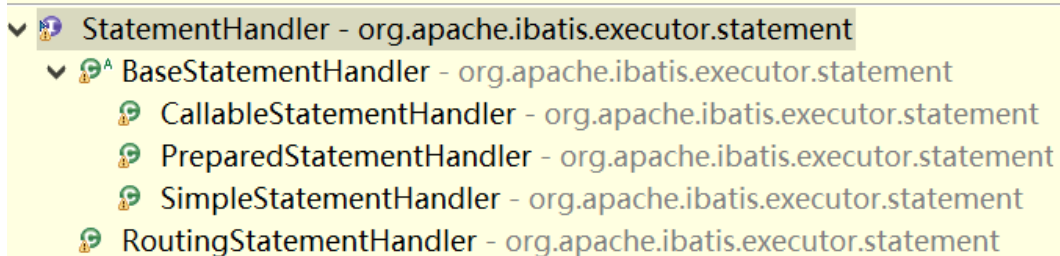 StatementHandler - org.apache.ibatis.executor.statement
BaseStatementHandler - org.apache.ibatis.executor.statement
CallableStatementHandler - org.apache.ibatis.executor.statement
PreparedStatementHandler - org.apache.ibatis.executor.statement
SimpleStatementHandler - org.apache.ibatis.executor.statement
RoutingStatementHandler - org.apache.ibatis.executor.statement